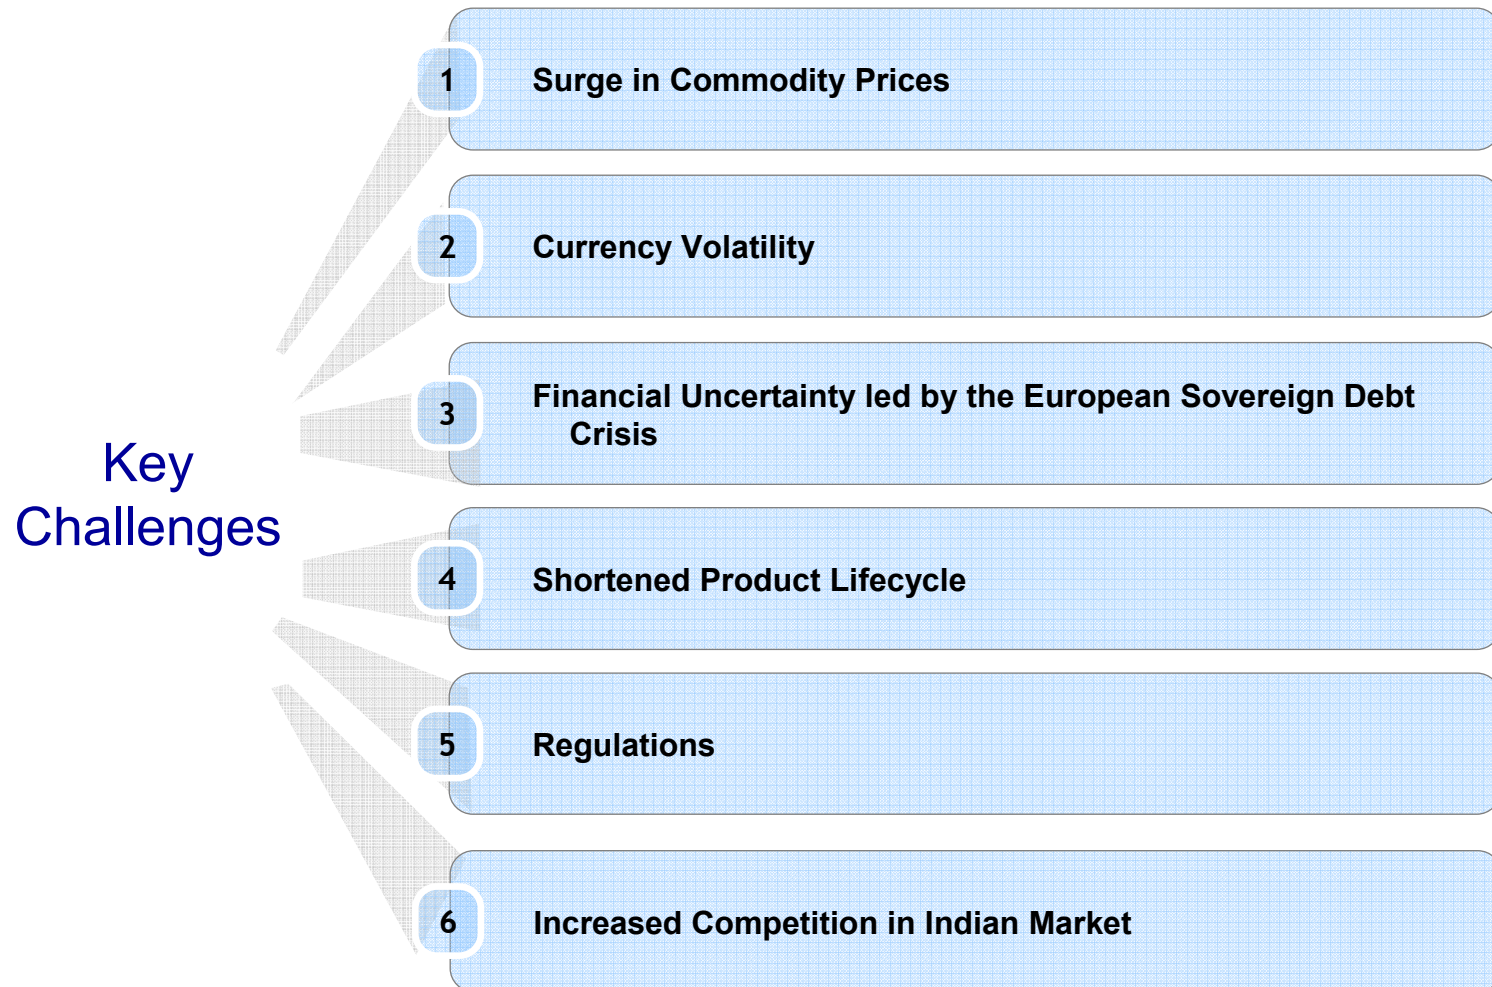 Key
Challenges
1
Surge in Commodity Prices
2
Currency Volatility
3
Financial Uncertainty led by the European Sovereign Debt
Crisis
4
Shortened Product Lifecycle
5
Regulations
6
Increased Competition in Indian Market